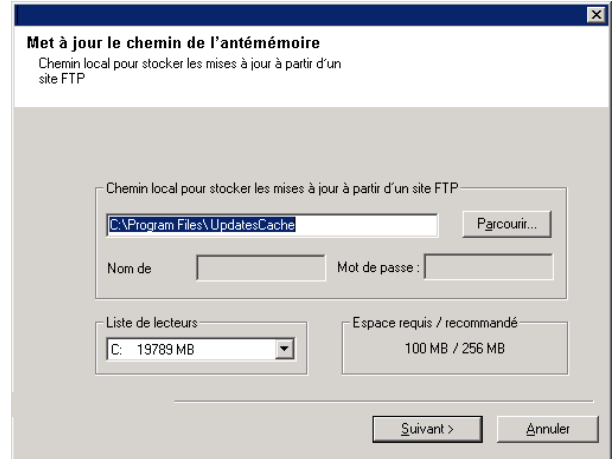 Met à jour le chemin de l'antémémoire
Chemin local pour stocker les mises à jour à partir d'un
site FTP
Chemin local pour stocker les mises à jour à partir d'un site FTP
C:\Program Files\ UpdatesCache
Parcourir...
Nom de
Mot de passe :
Liste de lecteurs
Espace requis / recommandé
C: 19789 MB
100 MB / 256 MB
Suivant >
Annuler